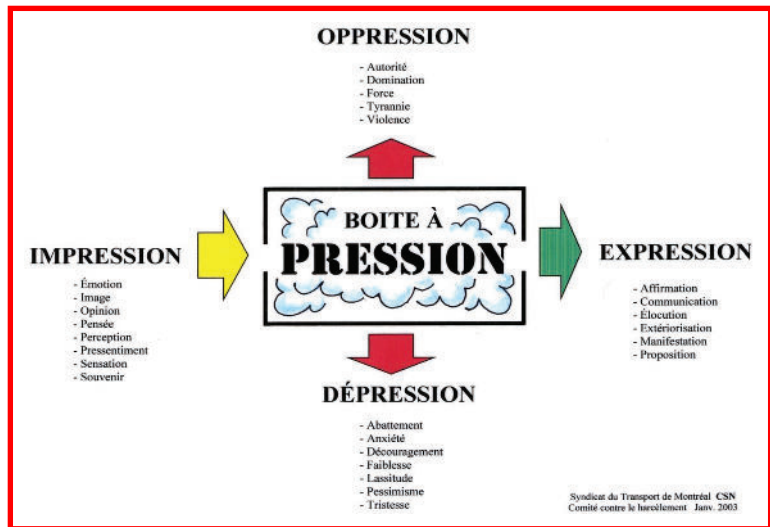 OPPRESSION
- Autorité
- Domination
- Force
- Tyrannie
- Violence
BOITE À
PRESSION
IMPRESSION
- Émotion
- Image
- Opinion
- Pensée
- Perception
- Pressentiment
- Sensation
- Souvenir
EXPRESSION
- Affirmation
- Communication
- Élocution
- Extériorisation
- Manifestation
- Proposition
DÉPRESSION
- Abattement
- Anxiété
- Découragement
- Faiblesse
- Lassitude
- Pessimisme
- Tristesse
Syndicat du Transport de Montréal CSN
Comité contre le harcèlement Janv. 2003